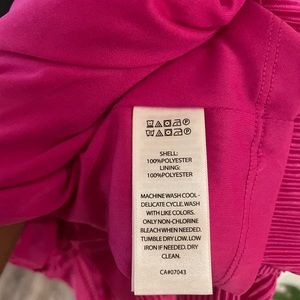 SHELL:
100%POLYESTER
LINING:
100%POLYESTER
MACHINE WASH COOL -
DELICATE CYCLE. WASH
WITH LIKE COLORS.
ONLY NON-CHLORINE
BLEACH WHEN NEEDED.
TUMBLE DRY LOW. LOW
IRON IF NEEDED. DRY
CLEAN.
CA#07043